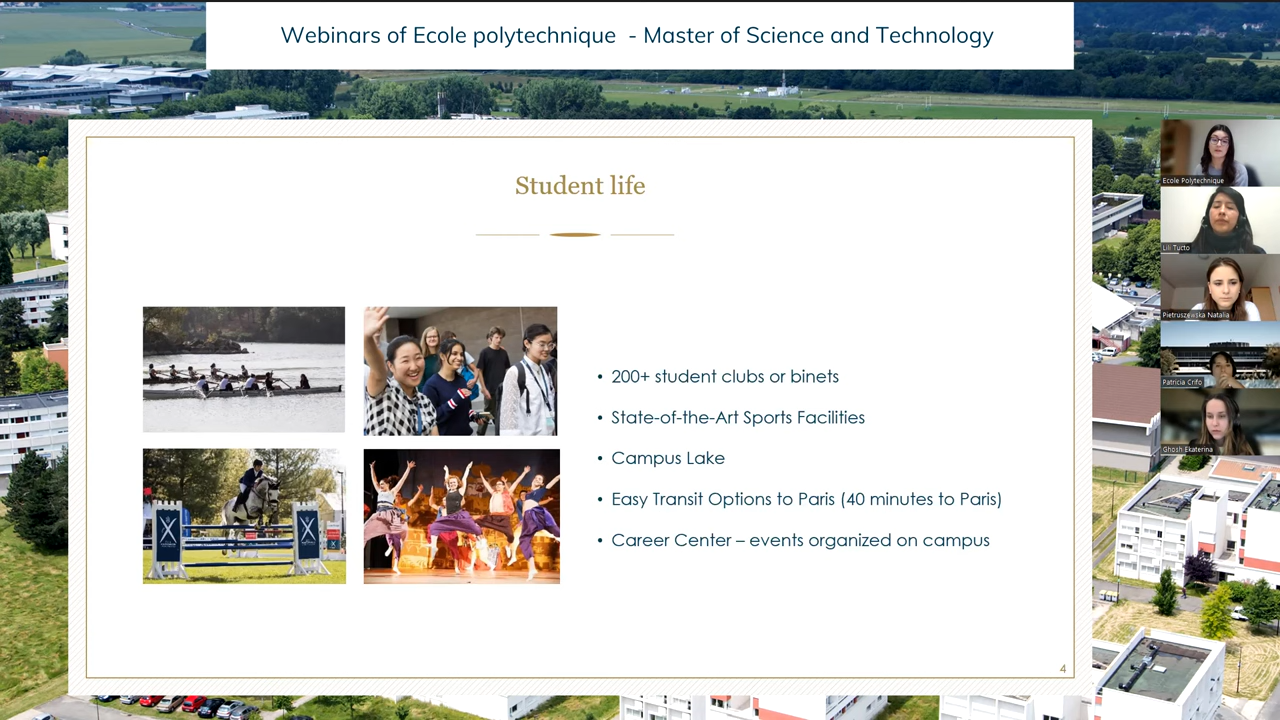 Webinars of Ecole polytechnique - Master of Science and Technology
Student life
• 200+ student clubs or binets
• State-of-the-Art Sports Facilities
• Campus Lake
• Easy Transit Options to Paris (40 minutes to Paris)
• Career Center – events organized on campus
4
Ecole Polytechnique
Lili Tucto
Pietruszewska Natalia
Patricia Crifo
Ghosh Ekaterina